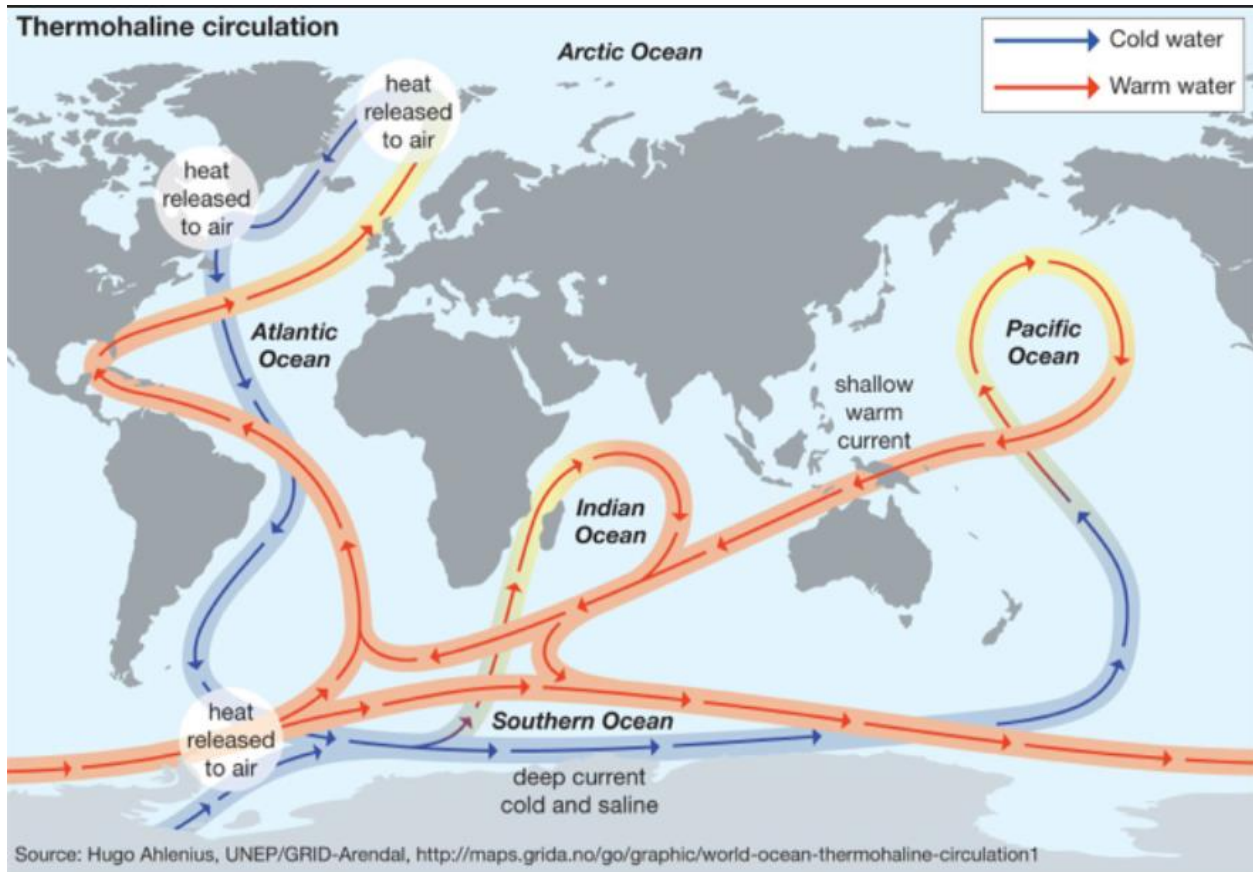 Thermohaline circulation
Arctic Ocean
Cold water
Warm water
heat
released
to air
heat
released
to air
Atlantic
Ocean
Pacific
Ocean
shallow
warm
current
Indian
Ocean
heat
released
to air
Southern Ocean
deep current
cold and saline
Source: Hugo Ahlenius, UNEP/GRID-Arendal, http://maps.grida.no/go/graphic/world-ocean-thermohaline-circulation1